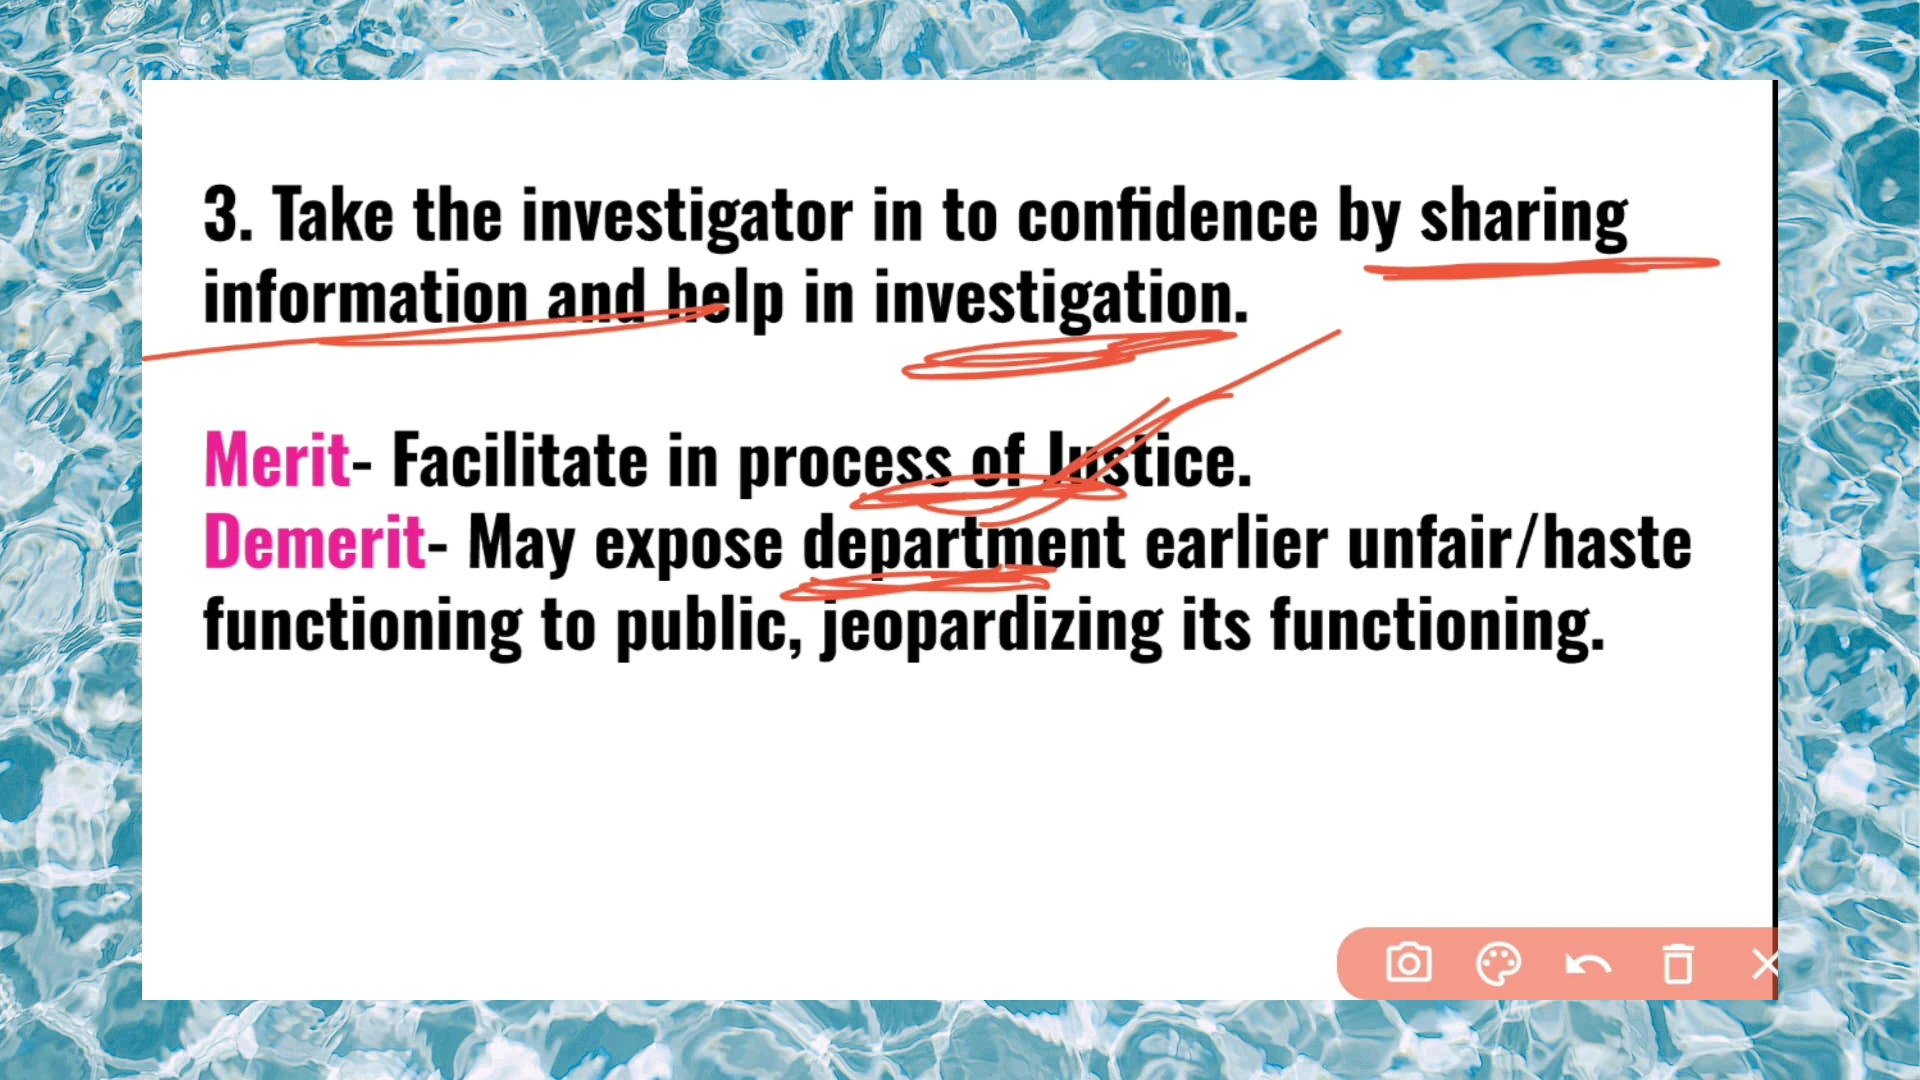 3. Take the investigator in to confidence by sharing
information and help in investigation.
Merit- Facilitate in process of Justice.
Demerit- May expose department earlier unfair/haste
functioning to public, jeopardizing its functioning.